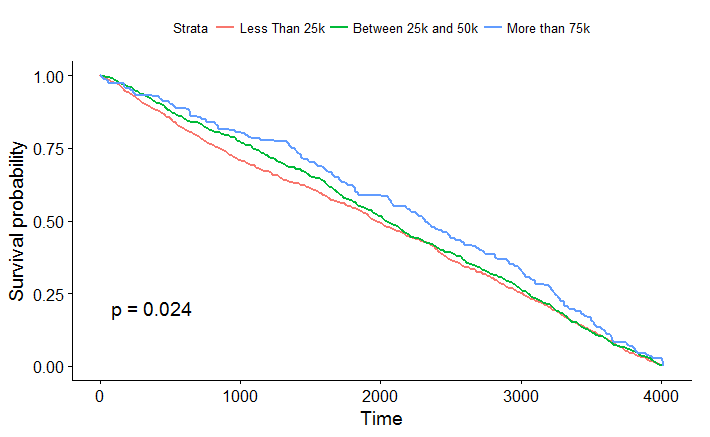 Strata Less Than 25k Between 25k and 50k More than 75k
1.00
0.75
0.50
0.25
0.00
Survival probability
p = 0.024
0 1000 2000 3000 4000
Time